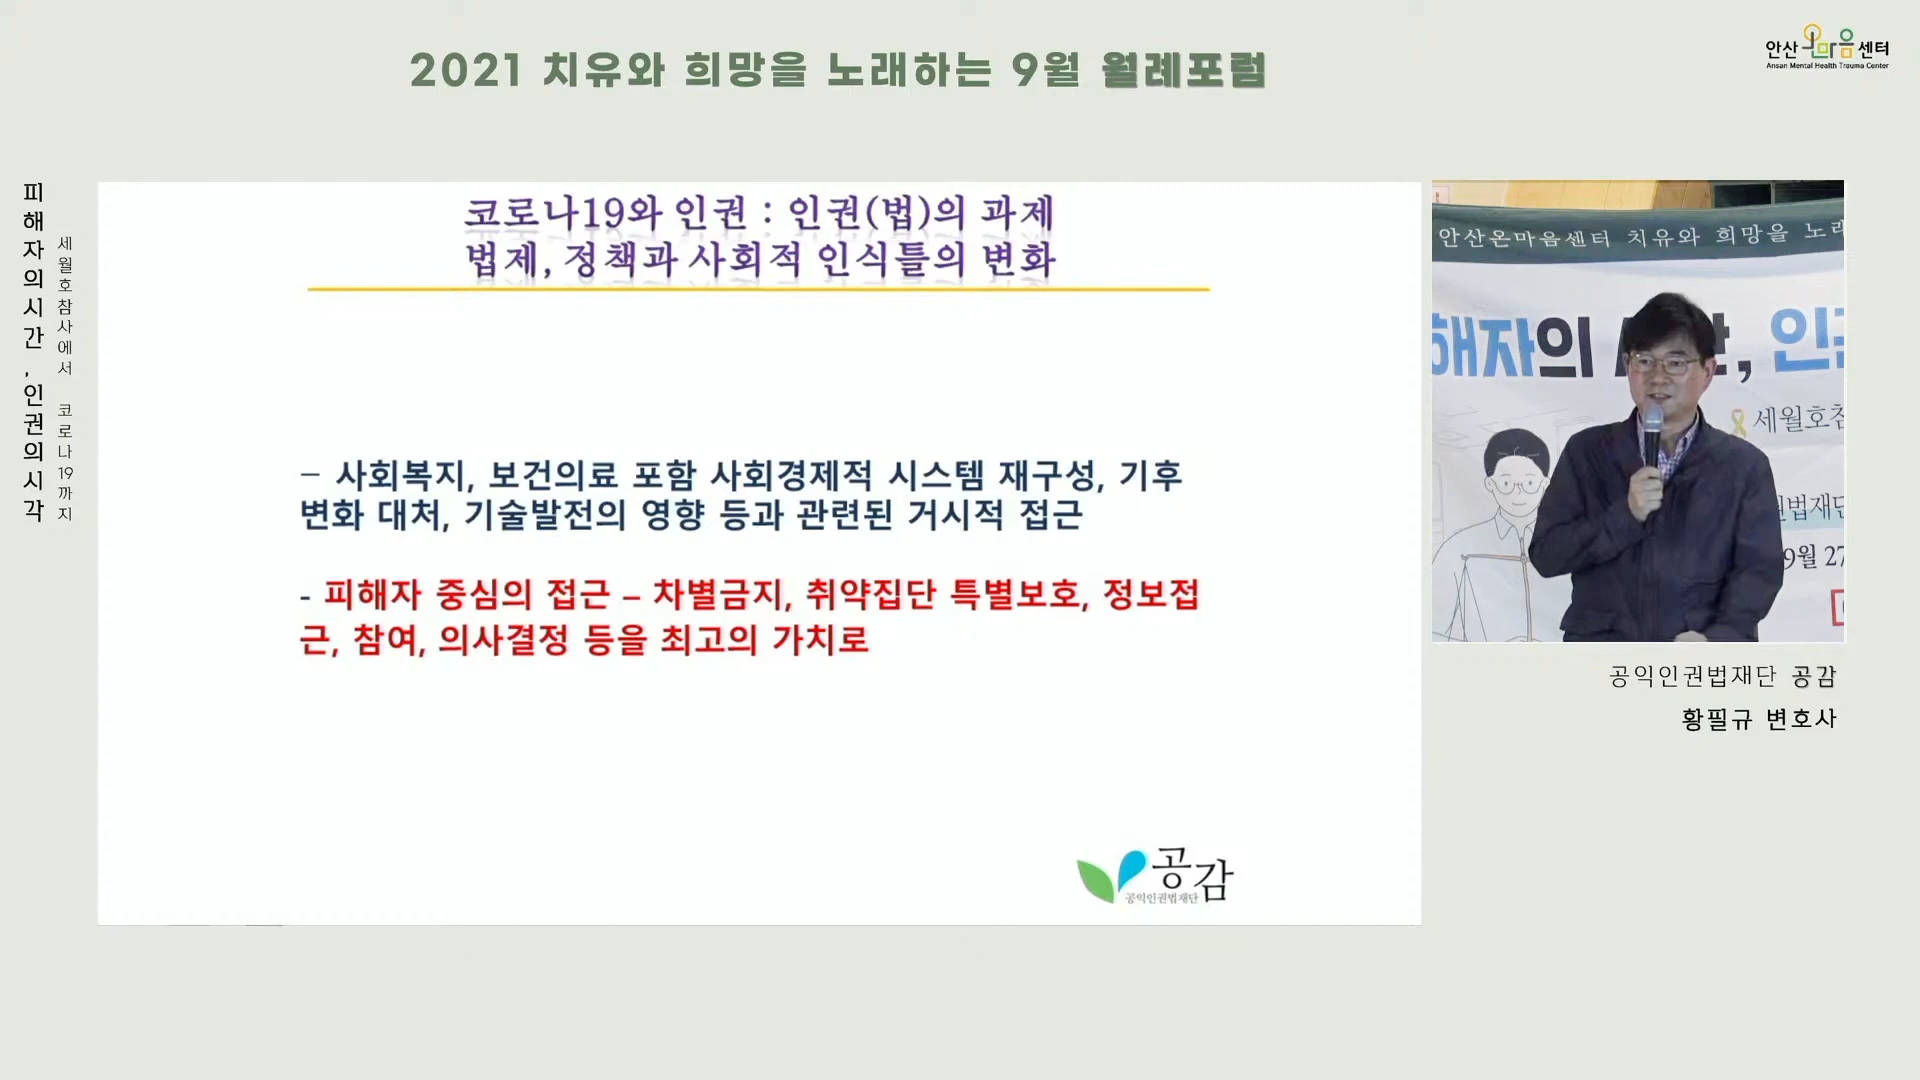 2021 치유와 희망을 노래하는 9월 월례포럼
안산온마음센터
Ansan Mental Health Trauma Center
피해자의시간, 인권의시각
세월호참사에서 코로나19까지
코로나19와 인권 : 인권(법)의 과제
법제, 정책과 사회적 인식틀의 변화
– 사회복지, 보건의료 포함 사회경제적 시스템 재구성, 기후
변화 대처, 기술발전의 영향 등과 관련된 거시적 접근
- 피해자 중심의 접근 – 차별금지, 취약집단 특별보호, 정보접
근, 참여, 의사결정 등을 최고의 가치로
공감
공익인권법재단
안산온마음센터 치유와 희망을 노래
해자의 , 인
세월호참
법재단
9월 27
공익인권법재단 공감
황필규 변호사